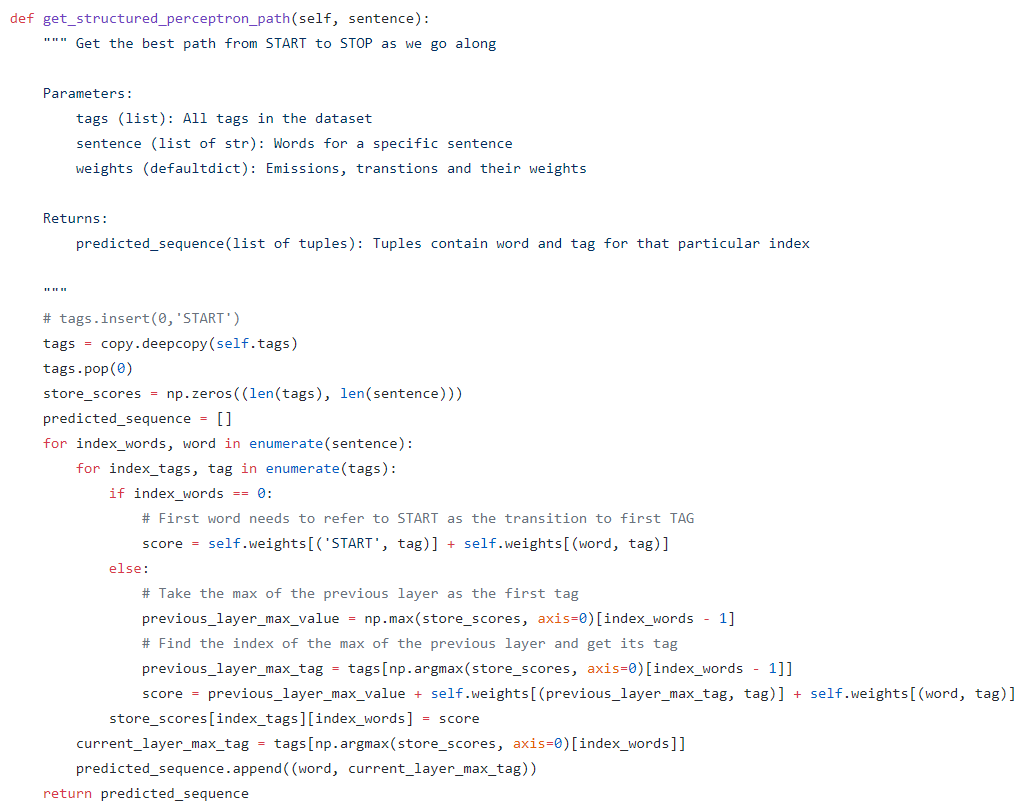 def get_structured_perceptron_path(self, sentence):
    """ Get the best path from START to STOP as we go along

    Parameters:
        tags (list): All tags in the dataset
        sentence (list of str): Words for a specific sentence
        weights (defaultdict): Emissions, transtions and their weights

    Returns:
        predicted_sequence(list of tuples): Tuples contain word and tag for that particular index

    """
    # tags.insert(0,'START')
    tags = copy.deepcopy(self.tags)
    tags.pop(0)
    store_scores = np.zeros((len(tags), len(sentence)))
    predicted_sequence = []
    for index_words, word in enumerate(sentence):
        for index_tags, tag in enumerate(tags):
            if index_words == 0:
                # First word needs to refer to START as the transition to first TAG
                score = self.weights[('START', tag)] + self.weights[(word, tag)]
            else:
                # Take the max of the previous layer as the first tag
                previous_layer_max_value = np.max(store_scores, axis=0)[index_words - 1]
                # Find the index of the max of the previous layer and get its tag
                previous_layer_max_tag = tags[np.argmax(store_scores, axis=0)[index_words - 1]]
                score = previous_layer_max_value + self.weights[(previous_layer_max_tag, tag)] + self.weights[(word, tag)]
            store_scores[index_tags][index_words] = score
        current_layer_max_tag = tags[np.argmax(store_scores, axis=0)[index_words]]
        predicted_sequence.append((word, current_layer_max_tag))
    return predicted_sequence